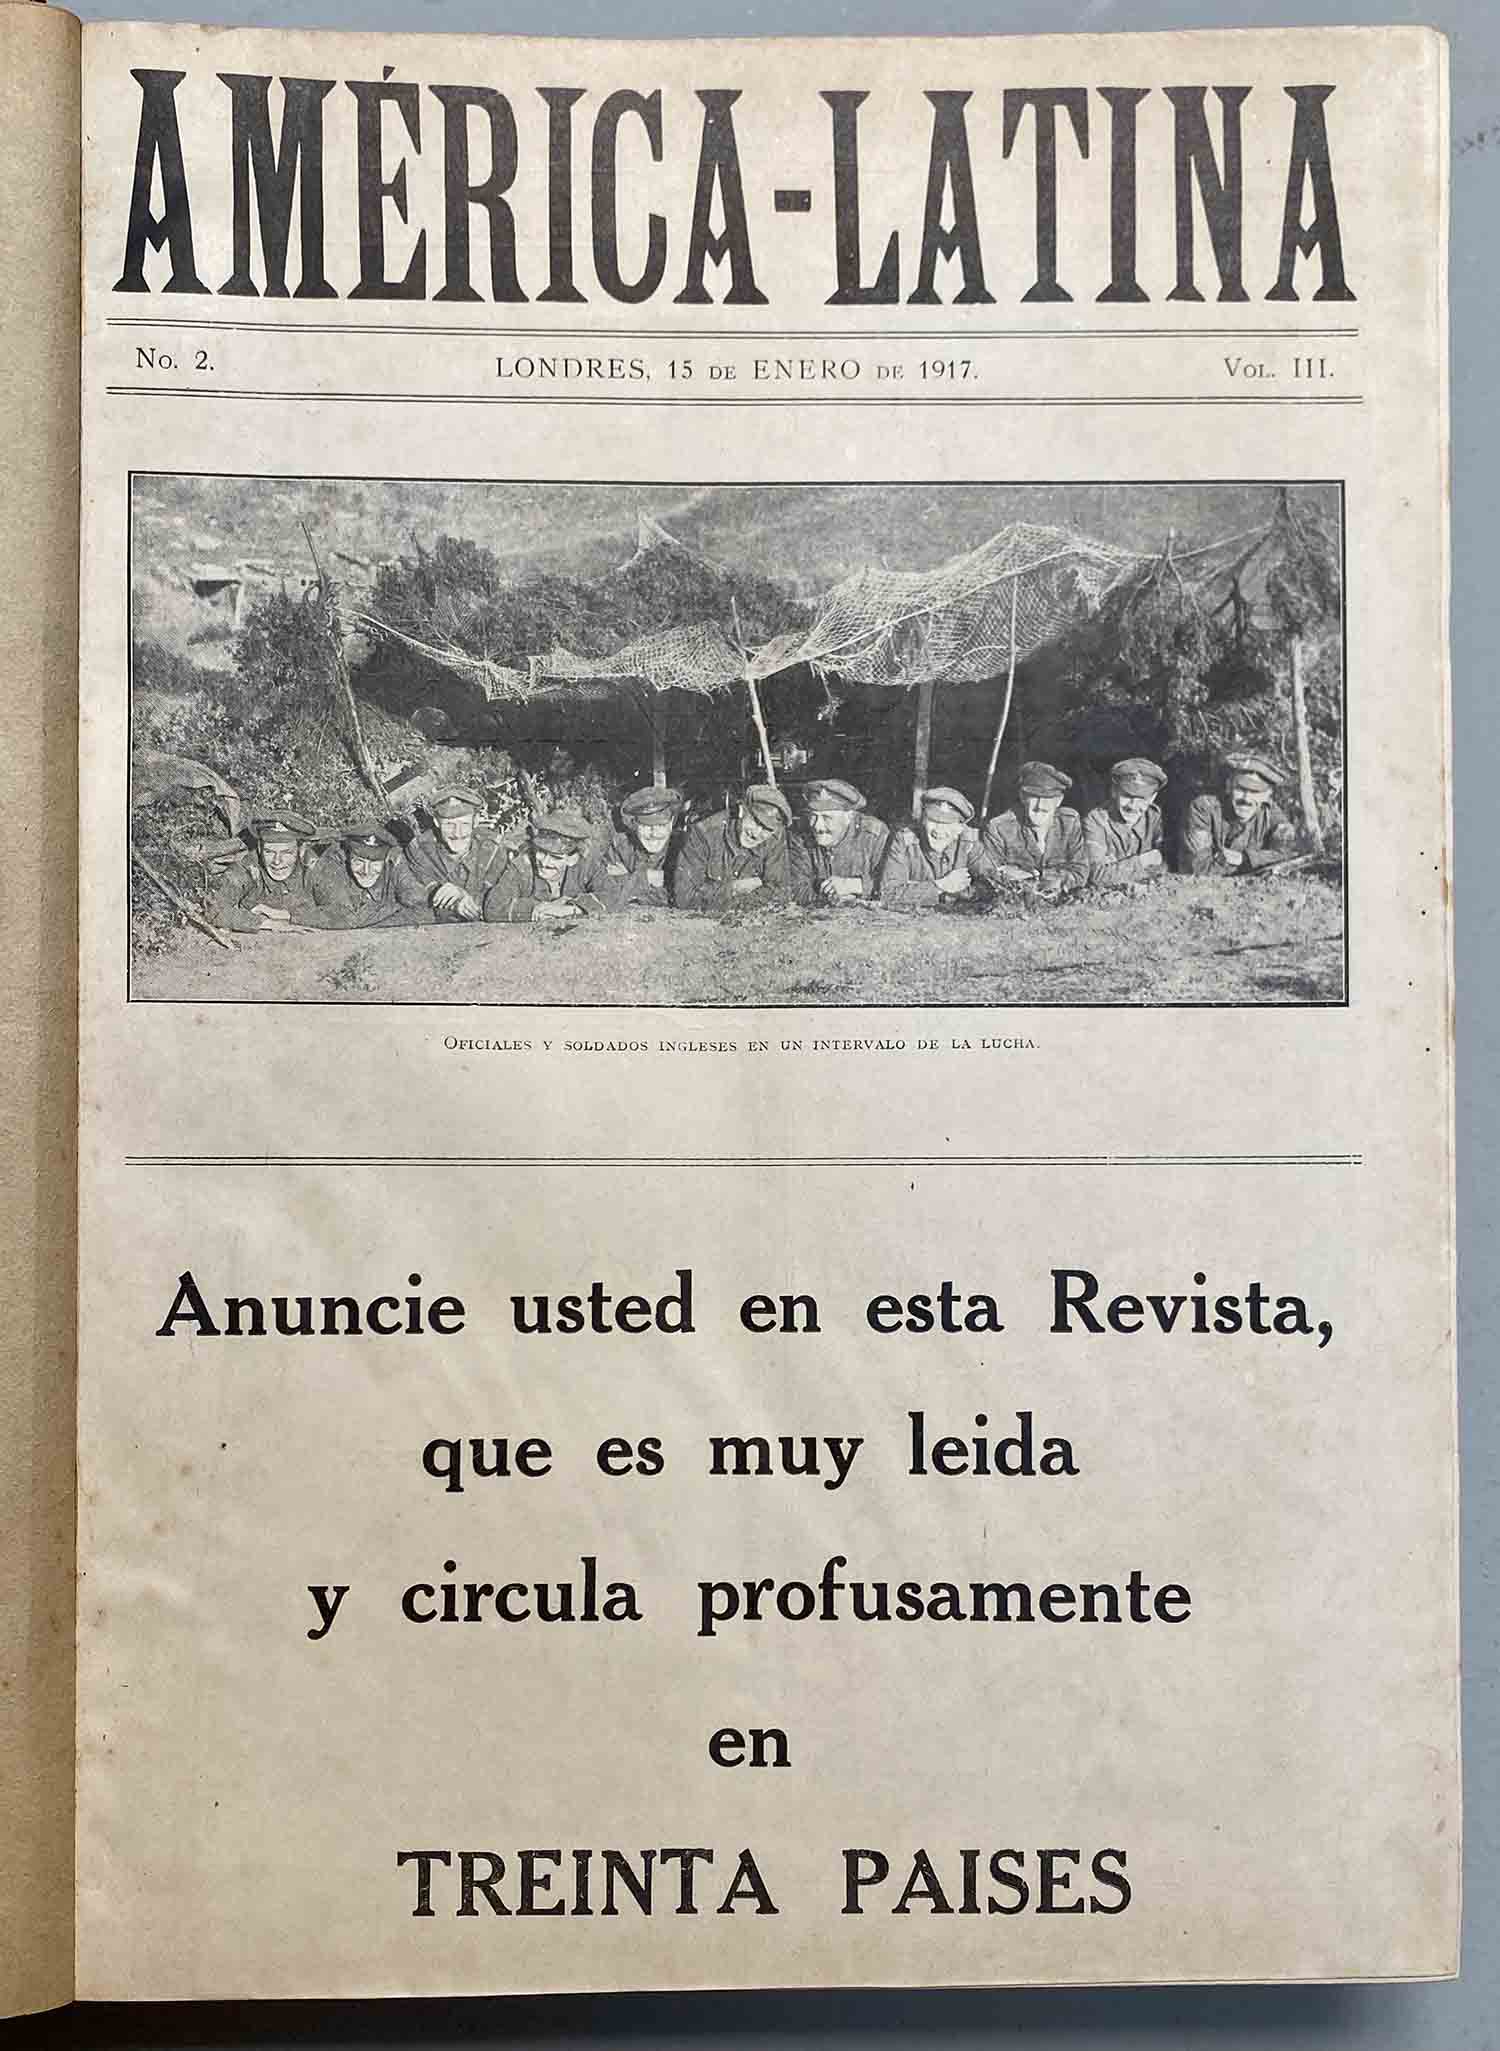 AMÉRICA-LATINA
No. 2. LONDRES, 15 DE ENERO DE 1917. VOL. III.
OFICIALES Y SOLDADOS INGLESES EN UN INTERVALO DE LA LUCHA.
Anuncie usted en esta Revista,
que es muy leida
y circula profusamente
en
TREINTA PAISES